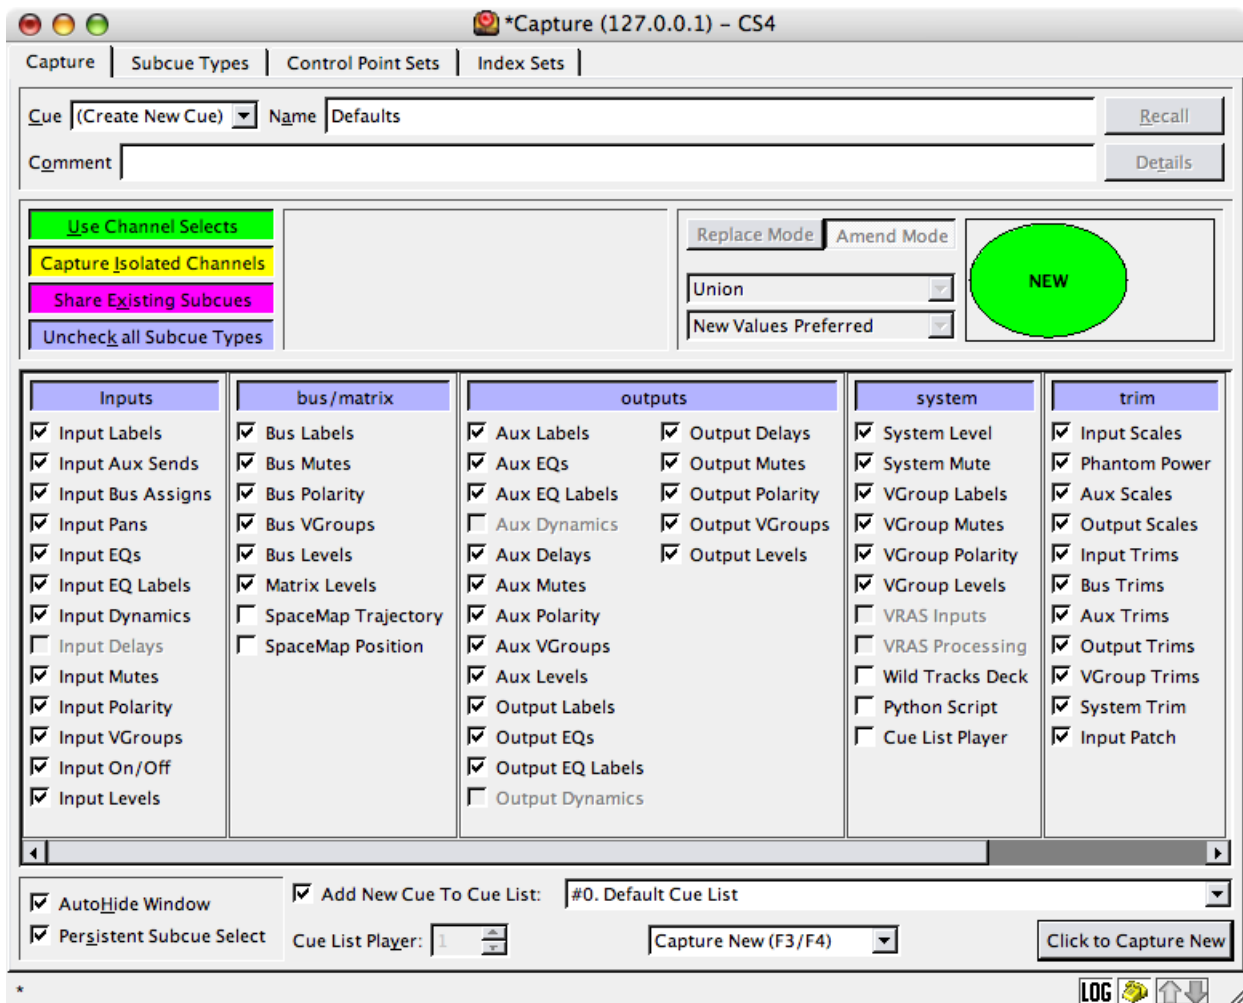 *Capture (127.0.0.1) – CS4
Capture Subcue Types Control Point Sets Index Sets
Cue (Create New Cue) Name Defaults Recall
Comment Details
Use Channel Selects
Capture Isolated Channels
Share Existing Subcues
Uncheck all Subcue Types
Replace Mode Amend Mode
Union
New Values Preferred
NEW
Inputs
Input Labels
Input Aux Sends
Input Bus Assigns
Input Pans
Input EQs
Input EQ Labels
Input Dynamics
Input Delays
Input Mutes
Input Polarity
Input VGroups
Input On/Off
Input Levels
bus/matrix
Bus Labels
Bus Mutes
Bus Polarity
Bus VGroups
Bus Levels
Matrix Levels
SpaceMap Trajectory
SpaceMap Position
outputs
Aux Labels
Aux EQs
Aux EQ Labels
Aux Dynamics
Aux Delays
Aux Mutes
Aux Polarity
Aux VGroups
Aux Levels
Output Labels
Output EQs
Output EQ Labels
Output Dynamics
Output Delays
Output Mutes
Output Polarity
Output VGroups
Output Levels
system
System Level
System Mute
VGroup Labels
VGroup Mutes
VGroup Polarity
VGroup Levels
VRAS Inputs
VRAS Processing
Wild Tracks Deck
Python Script
Cue List Player
trim
Input Scales
Phantom Power
Aux Scales
Output Scales
Input Trims
Bus Trims
Aux Trims
Output Trims
VGroup Trims
System Trim
Input Patch
AutoHide Window
Persistent Subcue Select
Add New Cue To Cue List: #0. Default Cue List
Cue List Player: 1 Capture New (F3/F4) Click to Capture New
* LOG